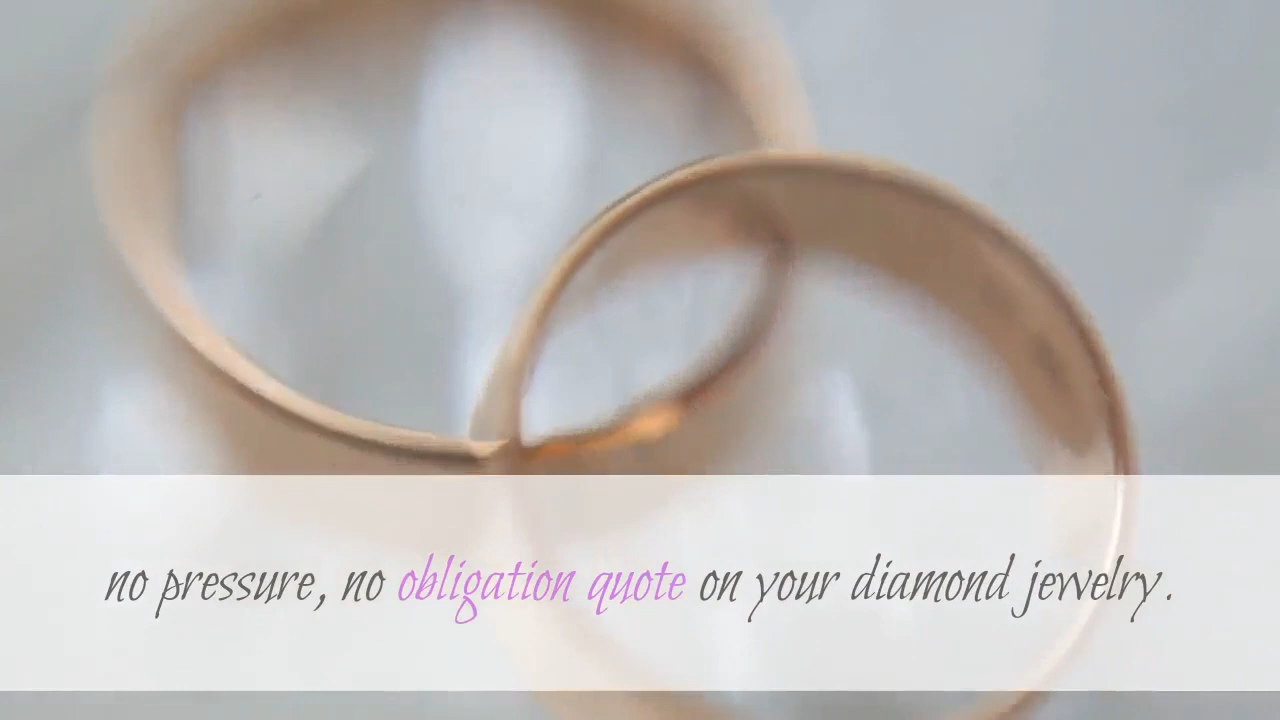 no pressure, no obligation quote on your diamond jewelry.